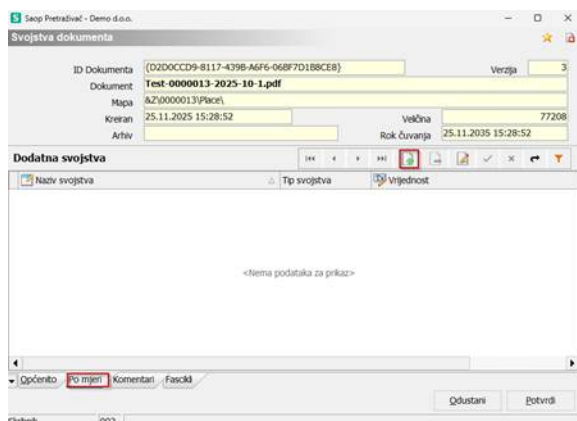 Saop Pretraživač - Demo d.o.o.
Svojstva dokumenta
ID Dokumenta {D2D0CCD9-8117-439B-A6F6-06BF7D1B8CE8} Verzija 3
Dokument Test-0000013-2025-10-1.pdf
Mapa &Z\0000013\Place\
Kreiran 25.11.2025 15:28:52 Veličina 77208
Arhiv Rok čuvanja 25.11.2035 15:28:52
Dodatna svojstva
Naziv svojstva Tip svojstva Vrijednost
<Nema podataka za prikaz>
Općenito Po mjeri Komentari Fascikli
Odustani Potvrdi
002